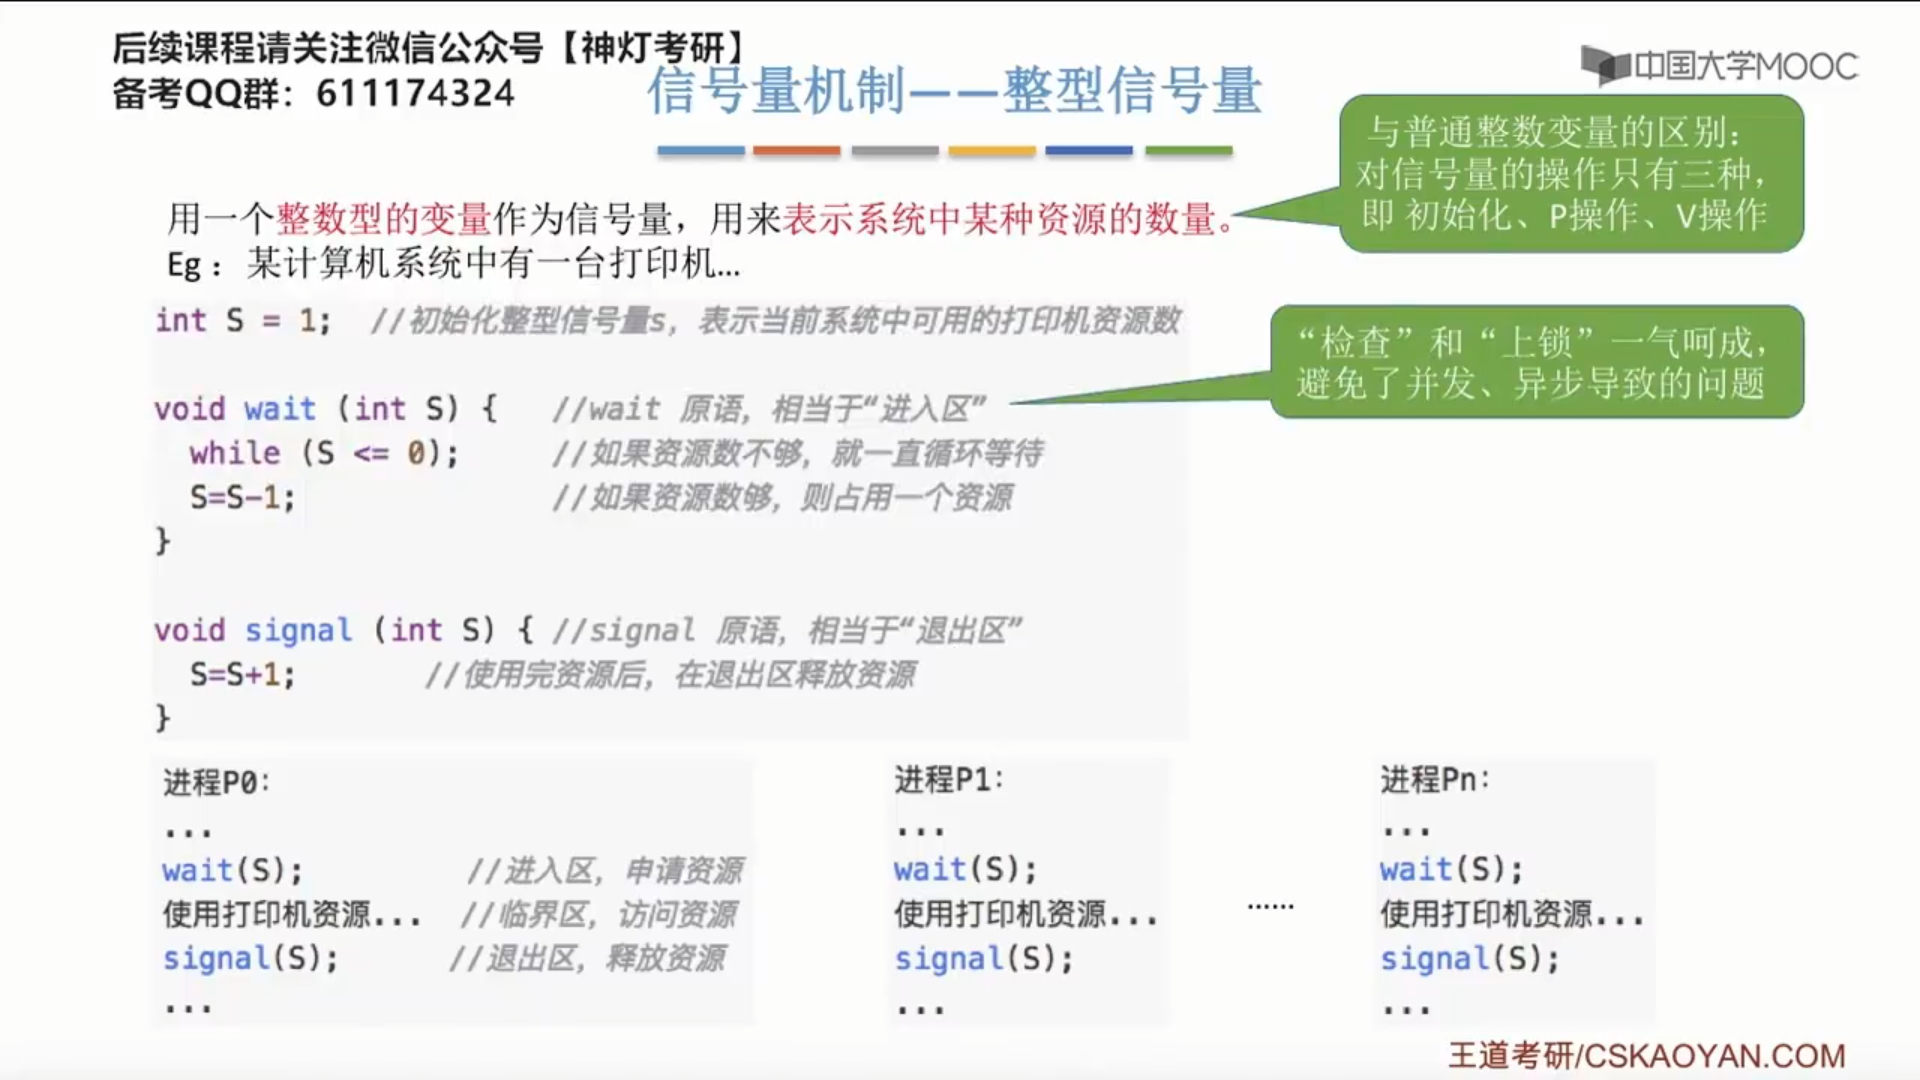 后续课程请关注微信公众号【神灯考研】
备考QQ群：611174324
中国大学MOOC
信号量机制——整型信号量
与普通整数变量的区别：
对信号量的操作只有三种，
即 初始化、P操作、V操作
用一个整数型的变量作为信号量，用来表示系统中某种资源的数量。
Eg：某计算机系统中有一台打印机...
int S = 1; //初始化整型信号量s，表示当前系统中可用的打印机资源数
“检查”和“上锁”一气呵成，
避免了并发、异步导致的问题
void wait (int S) { //wait 原语，相当于“进入区”
while (S <= 0); //如果资源数不够，就一直循环等待
S=S-1; //如果资源数够，则占用一个资源
}
void signal (int S) { //signal 原语，相当于“退出区”
S=S+1; //使用完资源后，在退出区释放资源
}
进程P0：
...
wait(S); //进入区，申请资源
使用打印机资源... //临界区，访问资源
signal(S); //退出区，释放资源
...
进程P1：
...
wait(S);
使用打印机资源...
signal(S);
...
......
进程Pn：
...
wait(S);
使用打印机资源...
signal(S);
...
王道考研/CSKAOYAN.COM